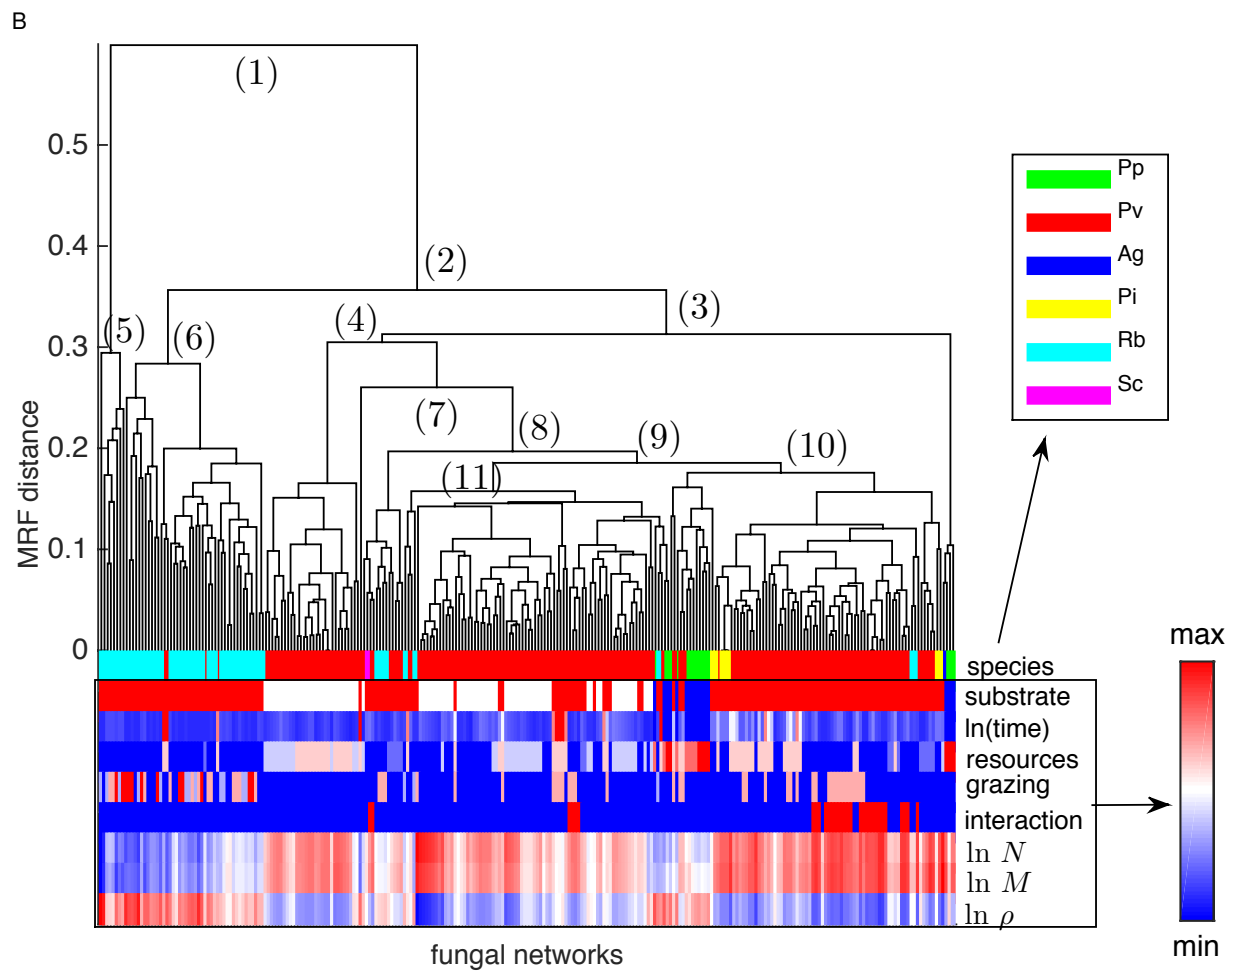 B
(1)
0.5
Pp
Pv
0.4
(2)
Ag
Pi
(3)
(4)
(5)
(6)
0.3
Rb
Sc
(7)
(8)
(9)
(10)
0.2
(11)
MRF distance
0.1
0
species
substrate
ln(time)
resources
grazing
interaction
ln N
ln M
ln ρ
max
min
fungal networks